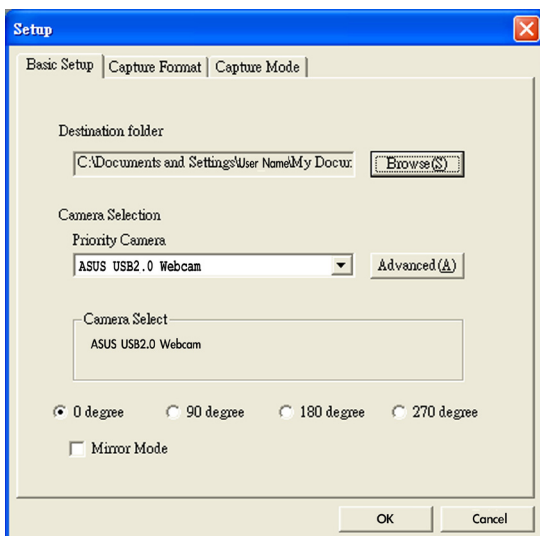 Setup
Basic Setup Capture Format Capture Mode
Destination folder
C:\Documents and Settings\User Name\My Docur Browse(S)
Camera Selection
Priority Camera
ASUS USB2.0 Webcam Advanced(A)
Camera Select
ASUS USB2.0 Webcam
0 degree 90 degree 180 degree 270 degree
Mirror Mode
OK Cancel